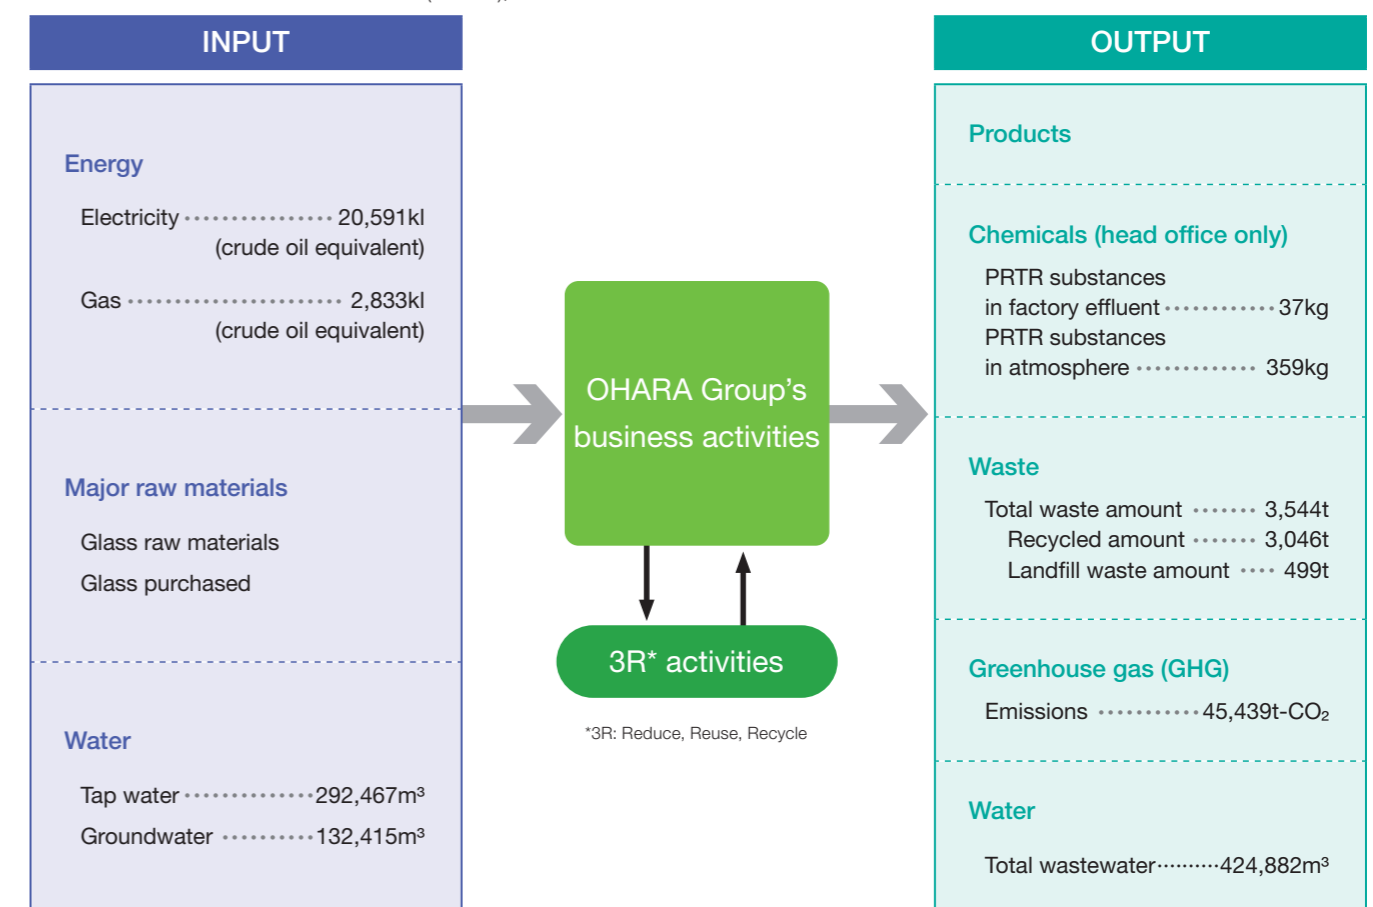 INPUT
Energy
Electricity ················ 20,591kl
(crude oil equivalent)
Gas ······················· 2,833kl
(crude oil equivalent)
Major raw materials
Glass raw materials
Glass purchased
Water
Tap water ··············292,467m³
Groundwater ··········132,415m³
OHARA Group's
business activities
3R* activities
*3R: Reduce, Reuse, Recycle
OUTPUT
Products
Chemicals (head office only)
PRTR substances
in factory effluent ············ 37kg
PRTR substances
in atmosphere ············· 359kg
Waste
Total waste amount ······· 3,544t
Recycled amount ······· 3,046t
Landfill waste amount ···· 499t
Greenhouse gas (GHG)
Emissions ···········45,439t-CO₂
Water
Total wastewater··········424,882m³